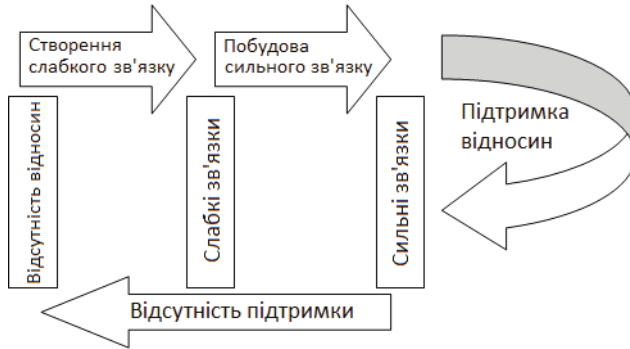 Створення
слабкого зв'язку
Побудова
сильного зв'язку
Підтримка
відносин
Відсутність відносин
Слабкі зв'язки
Сильні зв'язки
Відсутність підтримки